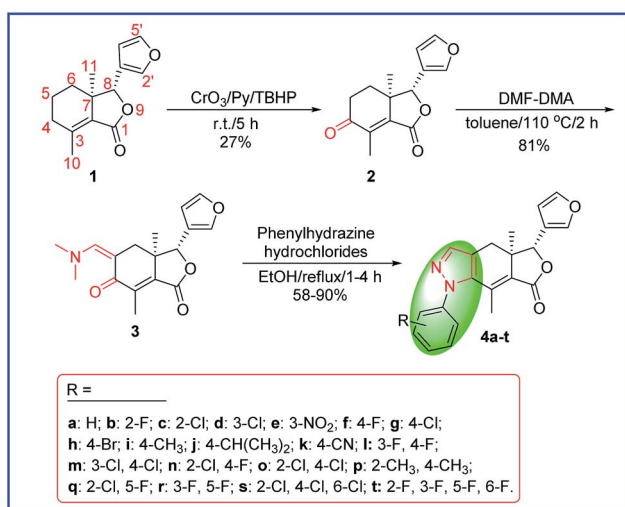 5'
11
O
6
8
2'
5
7
O 9
4
3
1
10
O
1
CrO3/Py/TBHP
r.t./5 h
27%
O
O
O
O
2
DMF-DMA
toluene/110 °C/2 h
81%
O
N
O
O
O
3
Phenylhydrazine
hydrochlorides
EtOH/reflux/1-4 h
58-90%
O
N
N
O
O
R
4a-t
R =
a: H; b: 2-F; c: 2-Cl; d: 3-Cl; e: 3-NO2; f: 4-F; g: 4-Cl;
h: 4-Br; i: 4-CH3; j: 4-CH(CH3)2; k: 4-CN; l: 3-F, 4-F;
m: 3-Cl, 4-Cl; n: 2-Cl, 4-F; o: 2-Cl, 4-Cl; p: 2-CH3, 4-CH3;
q: 2-Cl, 5-F; r: 3-F, 5-F; s: 2-Cl, 4-Cl, 6-Cl; t: 2-F, 3-F, 5-F, 6-F.